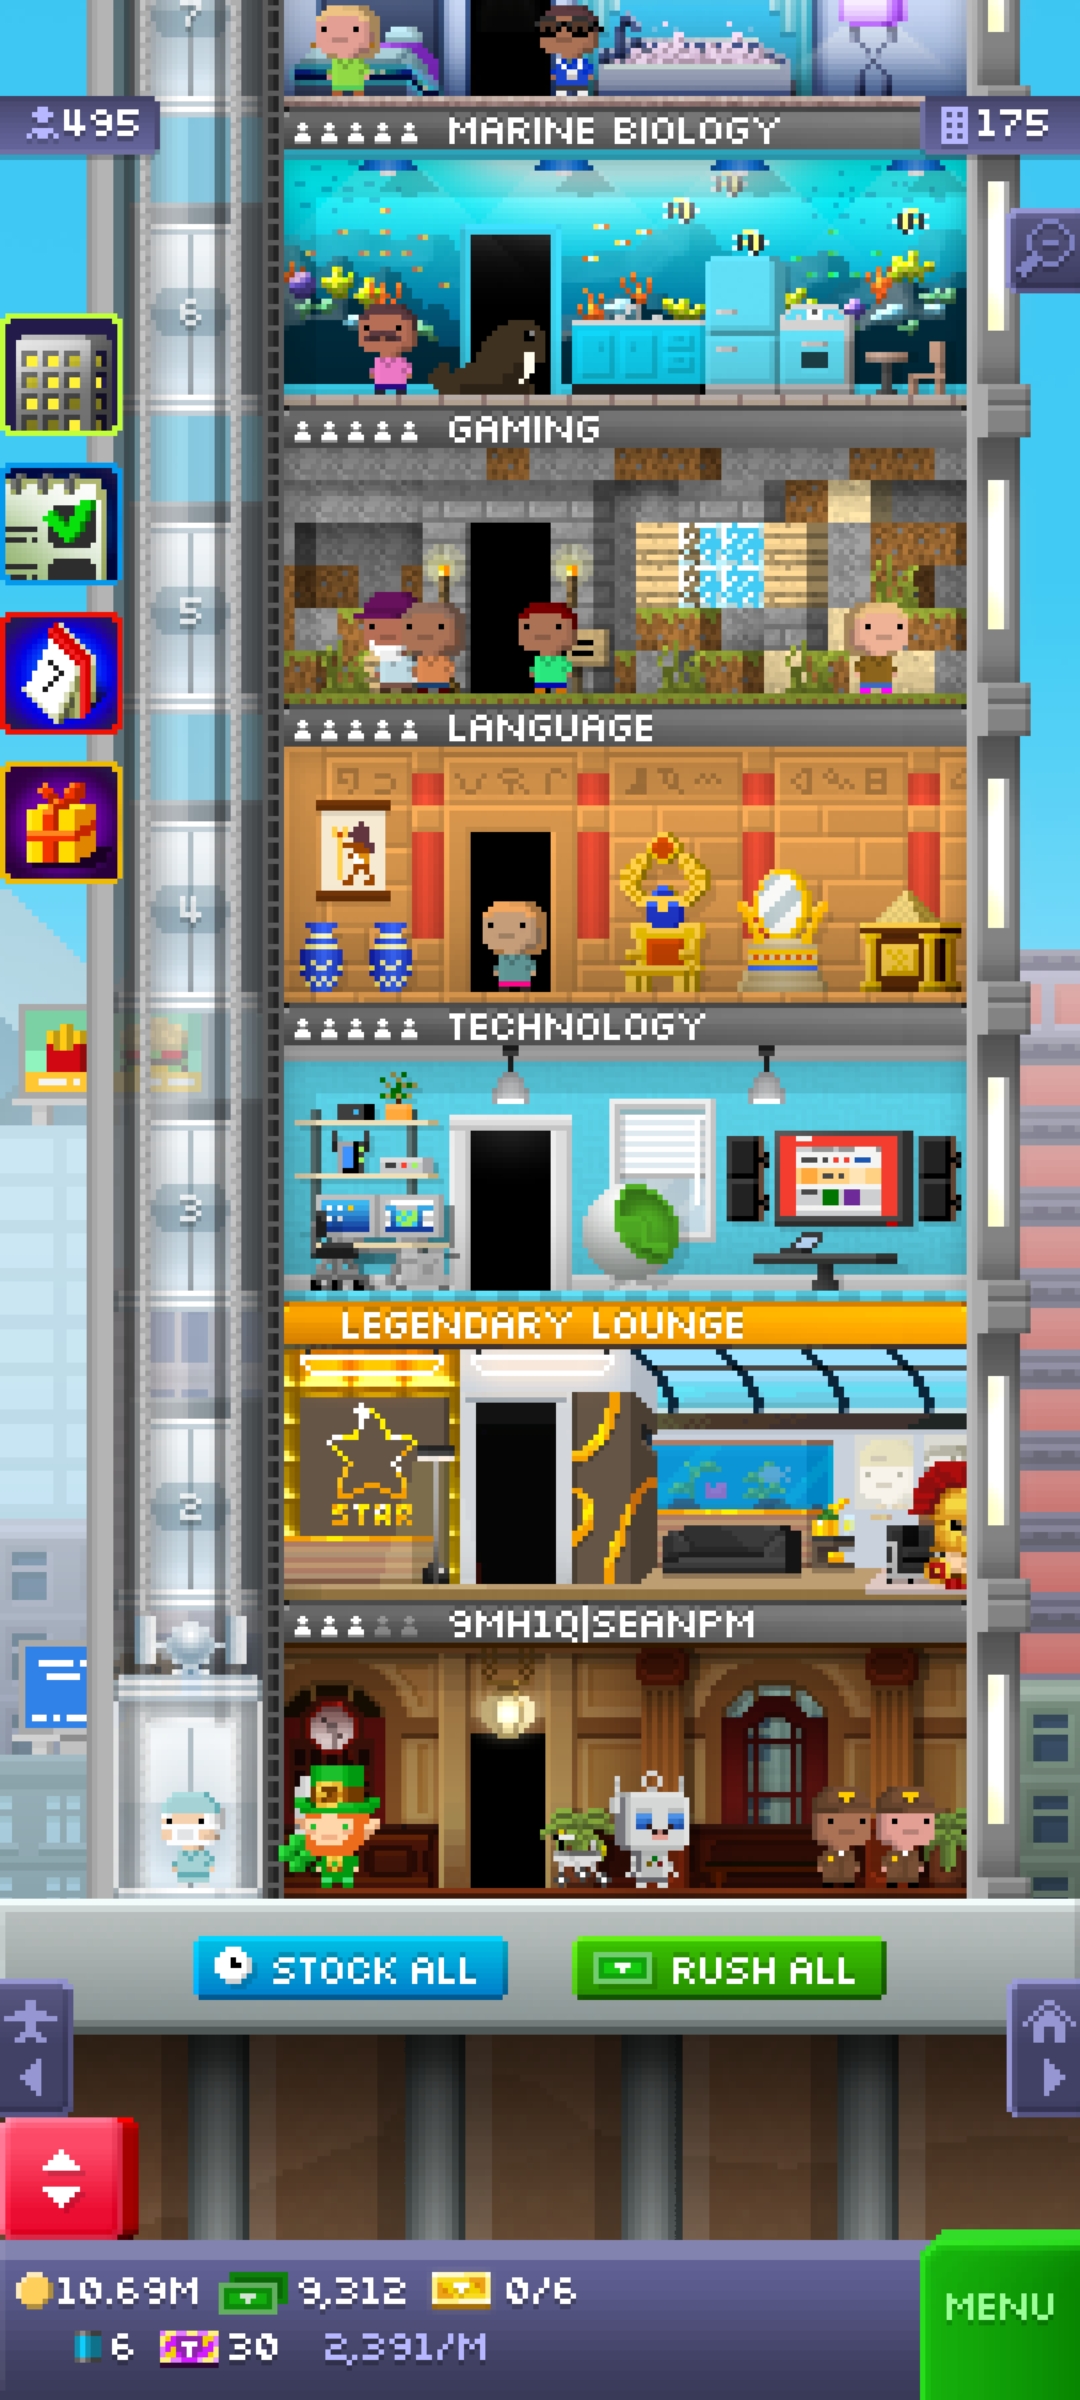 7
495
MARINE BIOLOGY
175
6
GAMING
5
7
LANGUAGE
4
TECHNOLOGY
3
LEGENDARY LOUNGE
2
STAR
9MH1Q|SEANPM
STOCK ALL
RUSH ALL
10.69M 9,312 0/6
MENU
6 30 2,391/M